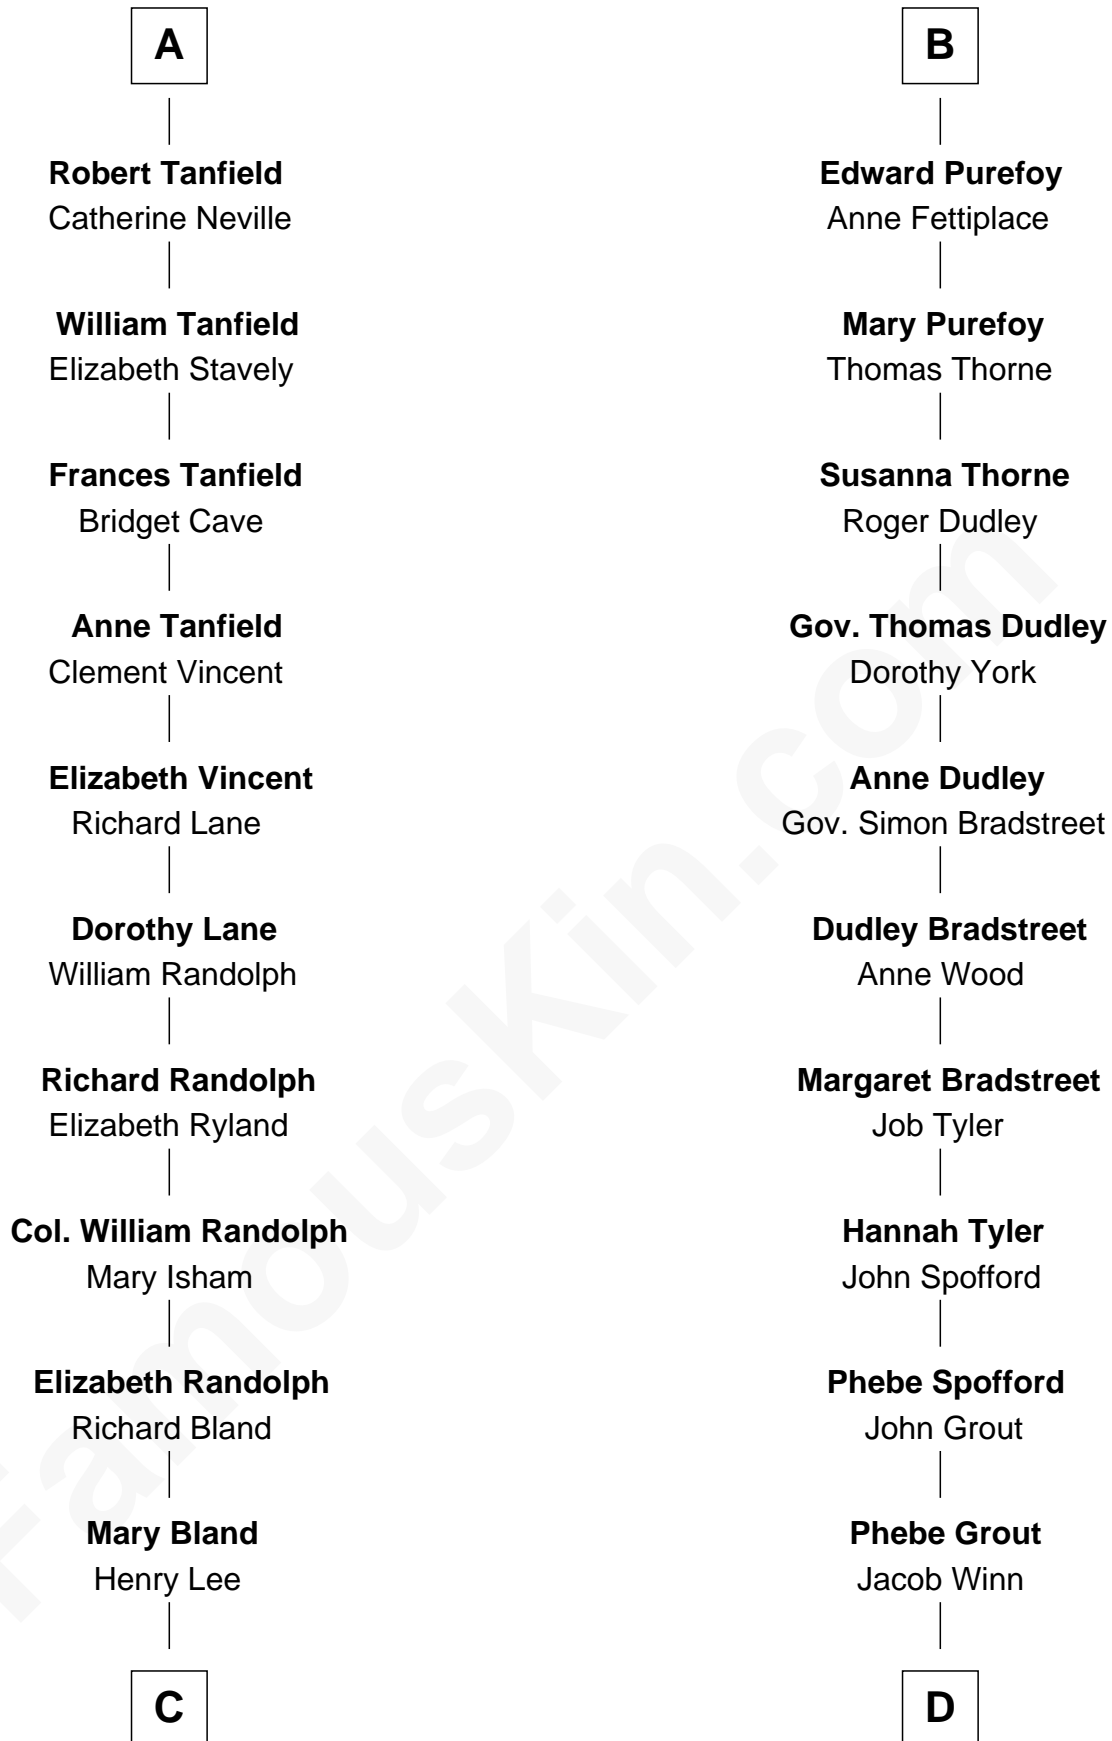 A
Robert Tanfield
Catherine Neville
William Tanfield
Elizabeth Stavely
Frances Tanfield
Bridget Cave
Anne Tanfield
Clement Vincent
Elizabeth Vincent
Richard Lane
Dorothy Lane
William Randolph
Richard Randolph
Elizabeth Ryland
Col. William Randolph
Mary Isham
Elizabeth Randolph
Richard Bland
Mary Bland
Henry Lee
C
B
Edward Purefoy
Anne Fettiplace
Mary Purefoy
Thomas Thorne
Susanna Thorne
Roger Dudley
Gov. Thomas Dudley
Dorothy York
Anne Dudley
Gov. Simon Bradstreet
Dudley Bradstreet
Anne Wood
Margaret Bradstreet
Job Tyler
Hannah Tyler
John Spofford
Phebe Spofford
John Grout
Phebe Grout
Jacob Winn
D
FamousKin.com